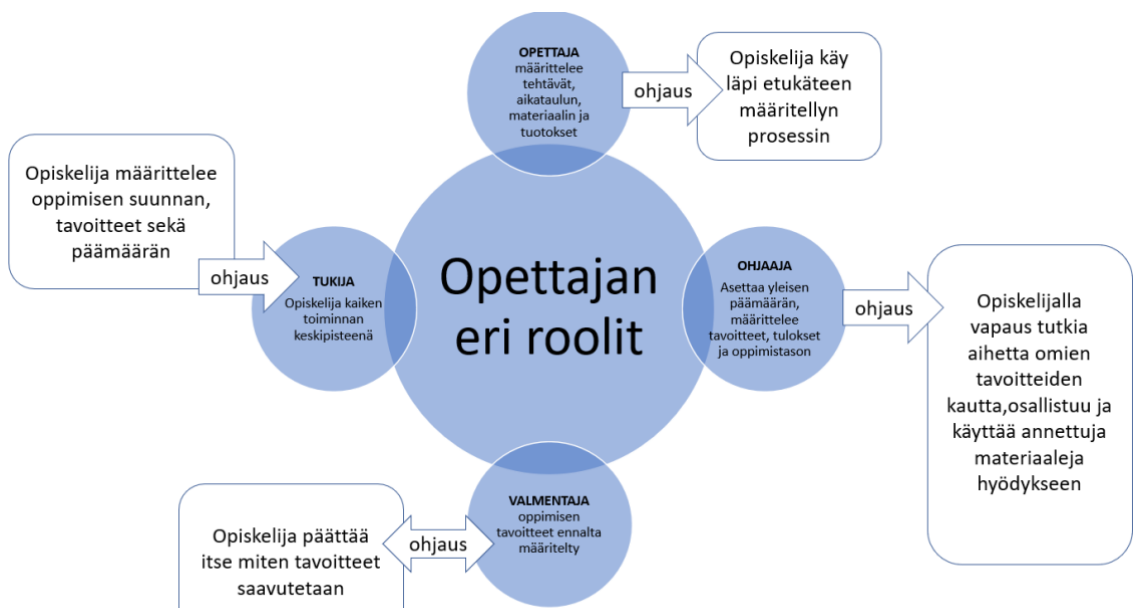 OPETTAJA
määrittelee
tehtävät,
aikataulun,
materiaalin ja
tuotokset
ohjaus
Opiskelija käy
läpi etukäteen
määritellyn
prosessin
Opiskelija määrittelee
oppimisen suunnan,
tavoitteet sekä
päämäärän
ohjaus
TUKIJA
Opiskelija kaiken
toiminnan
keskipisteenä
Opettajan
eri roolit
OHJAAJA
Asettaa yleisen
päämäärän,
määrittelee
tavoitteet, tulokset
ja oppimistason
ohjaus
Opiskelijalla
vapaus tutkia
aihetta omien
tavoitteiden
kautta,osallistuu ja
käyttää annettuja
materiaaleja
hyödykseen
VALMENTAJA
oppimisen
tavoitteet ennalta
määritelty
ohjaus
Opiskelija päättää
itse miten tavoitteet
saavutetaan